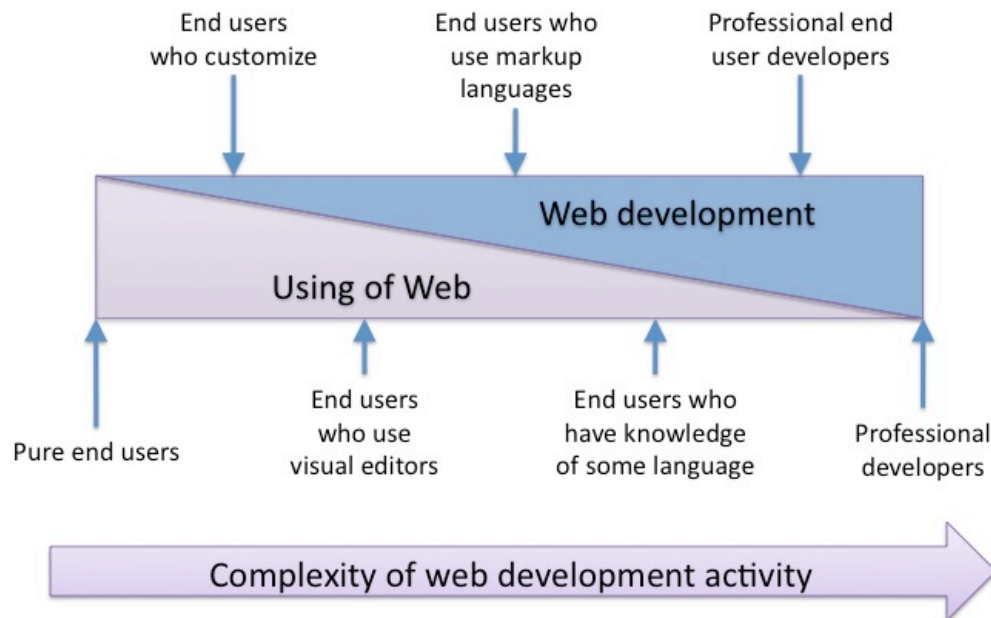 End users
who customize
End users who
use markup
languages
Professional end
user developers
Web development
Using of Web
Pure end users
End users
who use
visual editors
End users who
have knowledge
of some language
Professional
developers
Complexity of web development activity